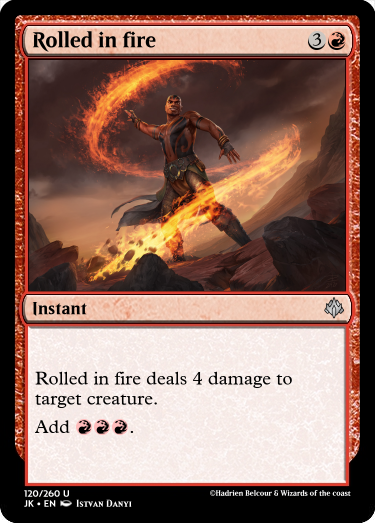 Rolled in fire 3
Instant
Rolled in fire deals 4 damage to
target creature.
Add .
120/260 U
JK • EN Istvan Danyi
©Hadrien Belcour & Wizards of the coast